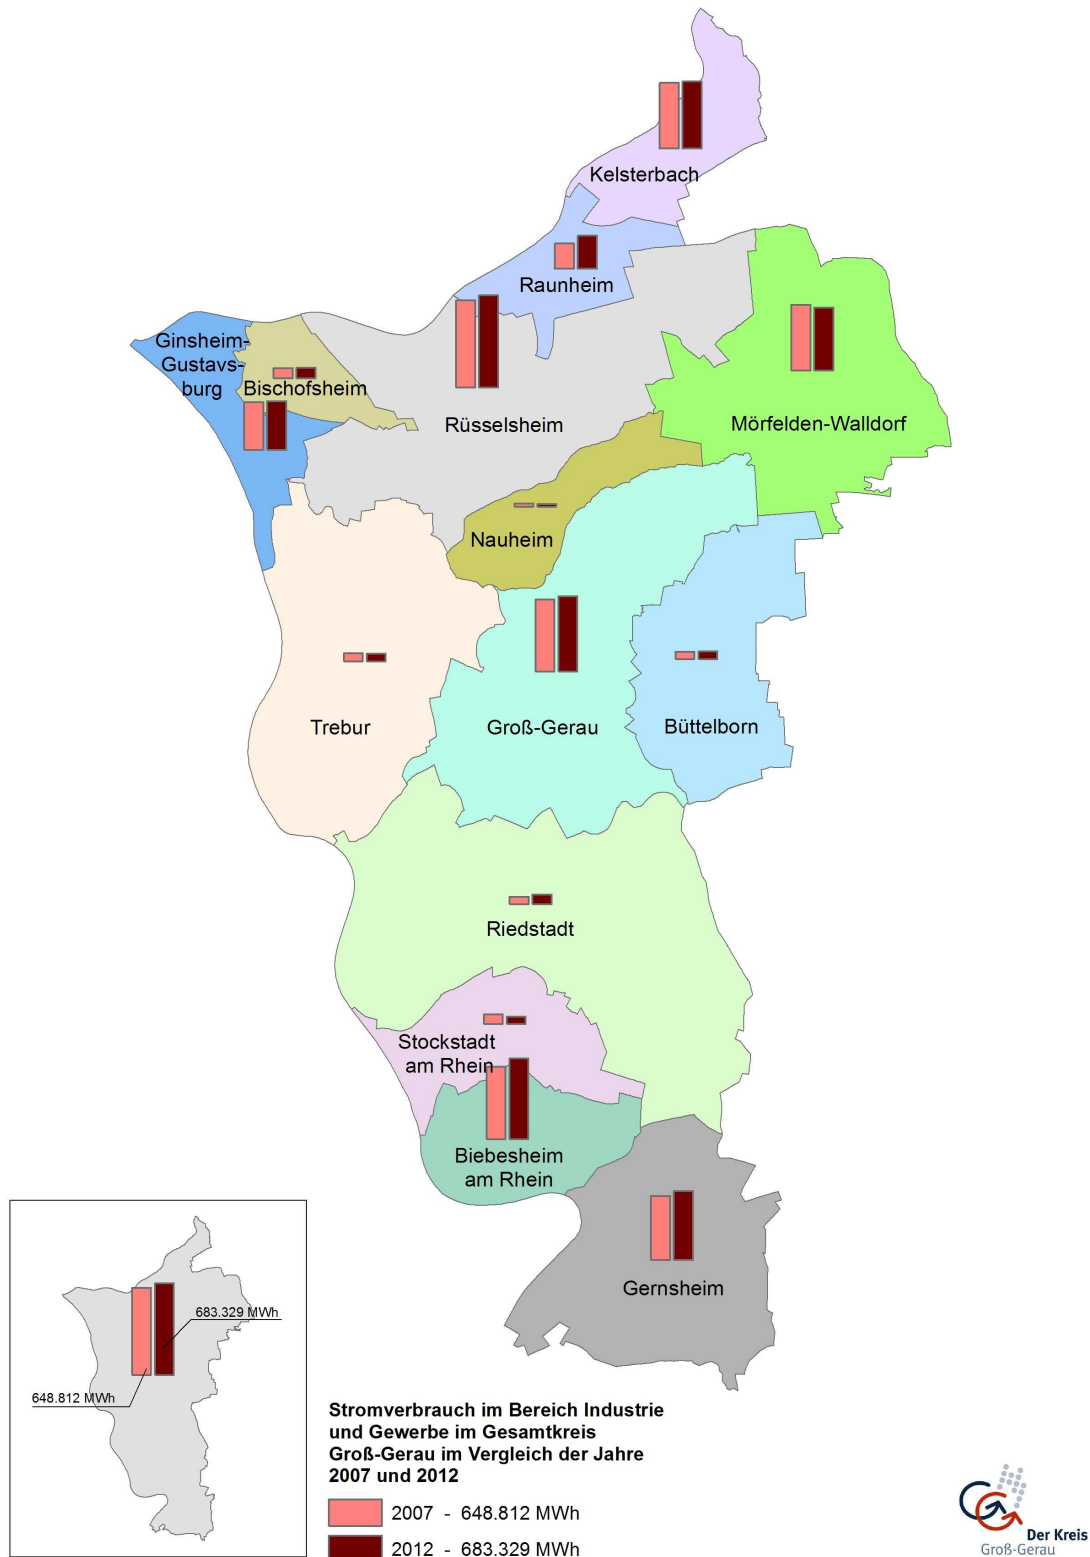 Kelsterbach
Raunheim
Ginsheim-
Gustavs-
burg
Bischofsheim
Rüsselsheim
Mörfelden-Walldorf
Nauheim
Trebur
Groß-Gerau
Büttelborn
Riedstadt
Stockstadt
am Rhein
Biebesheim
am Rhein
Gernsheim
683.329 MWh
648.812 MWh
Stromverbrauch im Bereich Industrie
und Gewerbe im Gesamtkreis
Groß-Gerau im Vergleich der Jahre
2007 und 2012
2007 - 648.812 MWh
2012 - 683.329 MWh
Der Kreis
Groß-Gerau